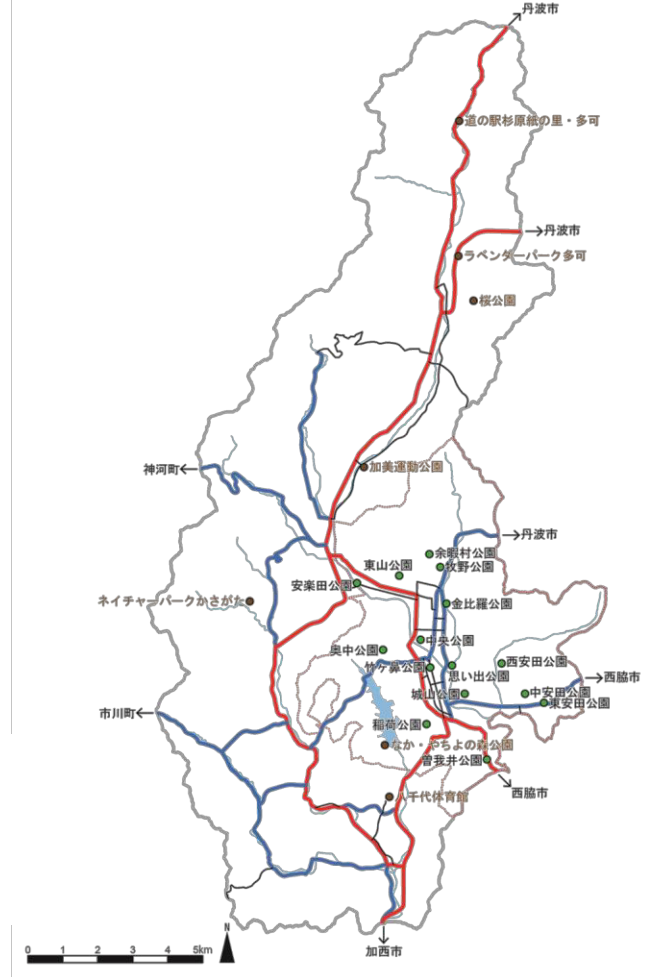 丹波市
道の駅杉原紙の里・多可
丹波市
ラベンダーパーク多可
桜公園
加美運動公園
神河町
丹波市
余暇村公園
牧野公園
東山公園
安楽田公園
ネイチャーパークかさがた
金比羅公園
中央公園
奥中公園
竹ヶ鼻公園
西安田公園
思い出公園
西脇市
城山公園
中安田公園
東安田公園
市川町
稲荷公園
なか・やちよの森公園
曽我井公園
西脇市
八千代体育館
N
0 1 2 3 4 5km
加西市